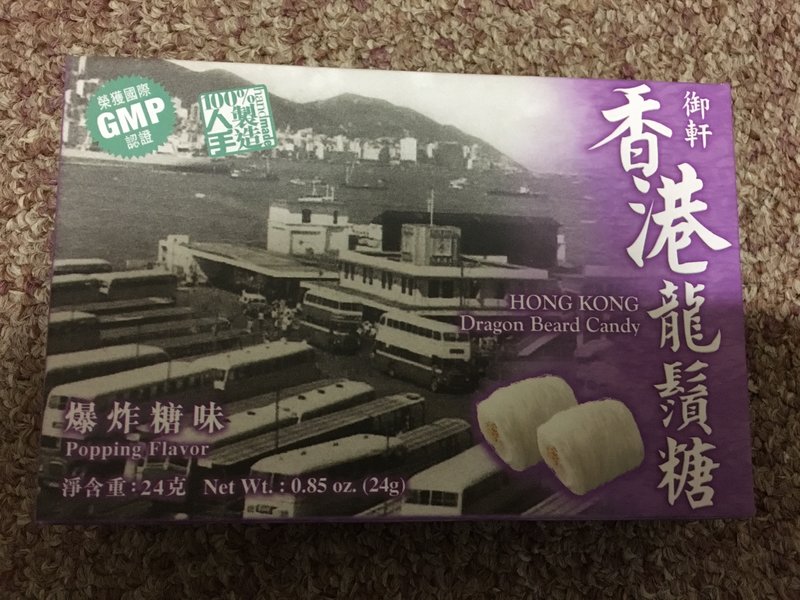 榮獲國際
GMP
認證
100%
人手
製造
handmade
御軒
香港龍鬚糖
HONG KONG
Dragon Beard Candy
爆炸糖味
Popping Flavor
淨含重:24克 Net Wt.: 0.85 oz. (24g)